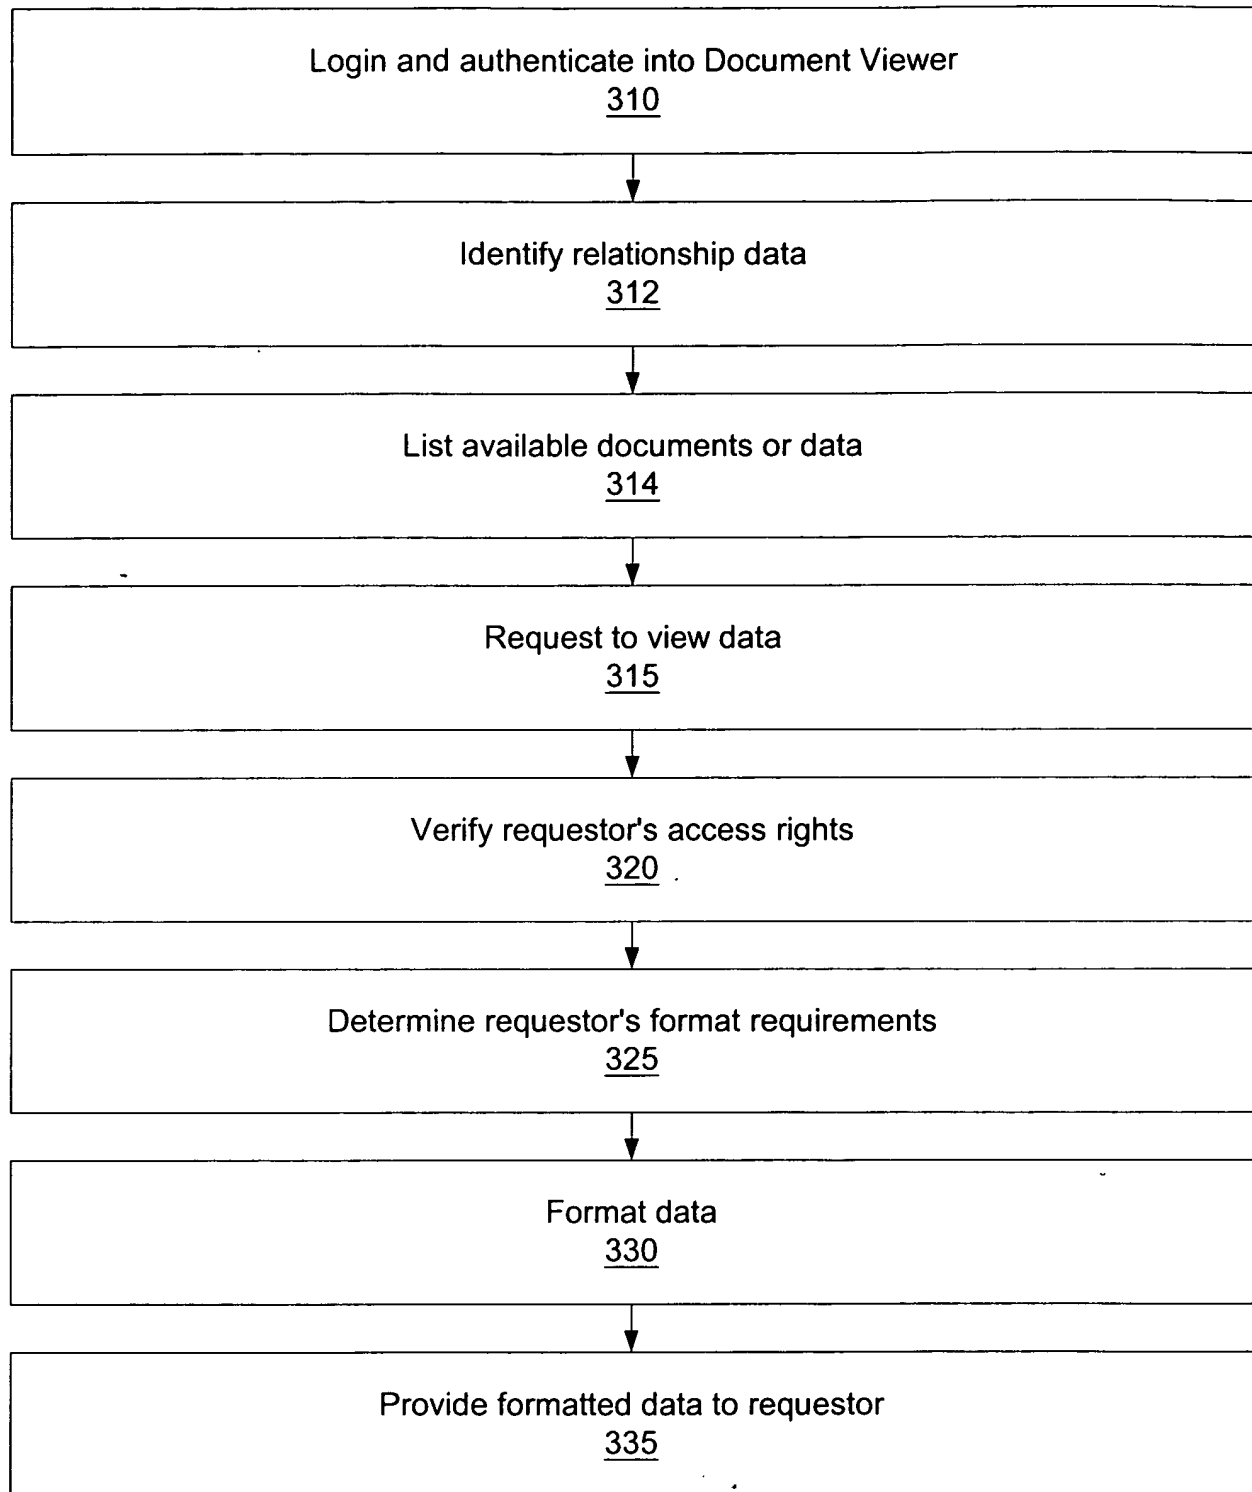 Login and authenticate into Document Viewer
310
Identify relationship data
312
List available documents or data
314
Request to view data
315
Verify requestor's access rights
320
Determine requestor's format requirements
325
Format data
330
Provide formatted data to requestor
335